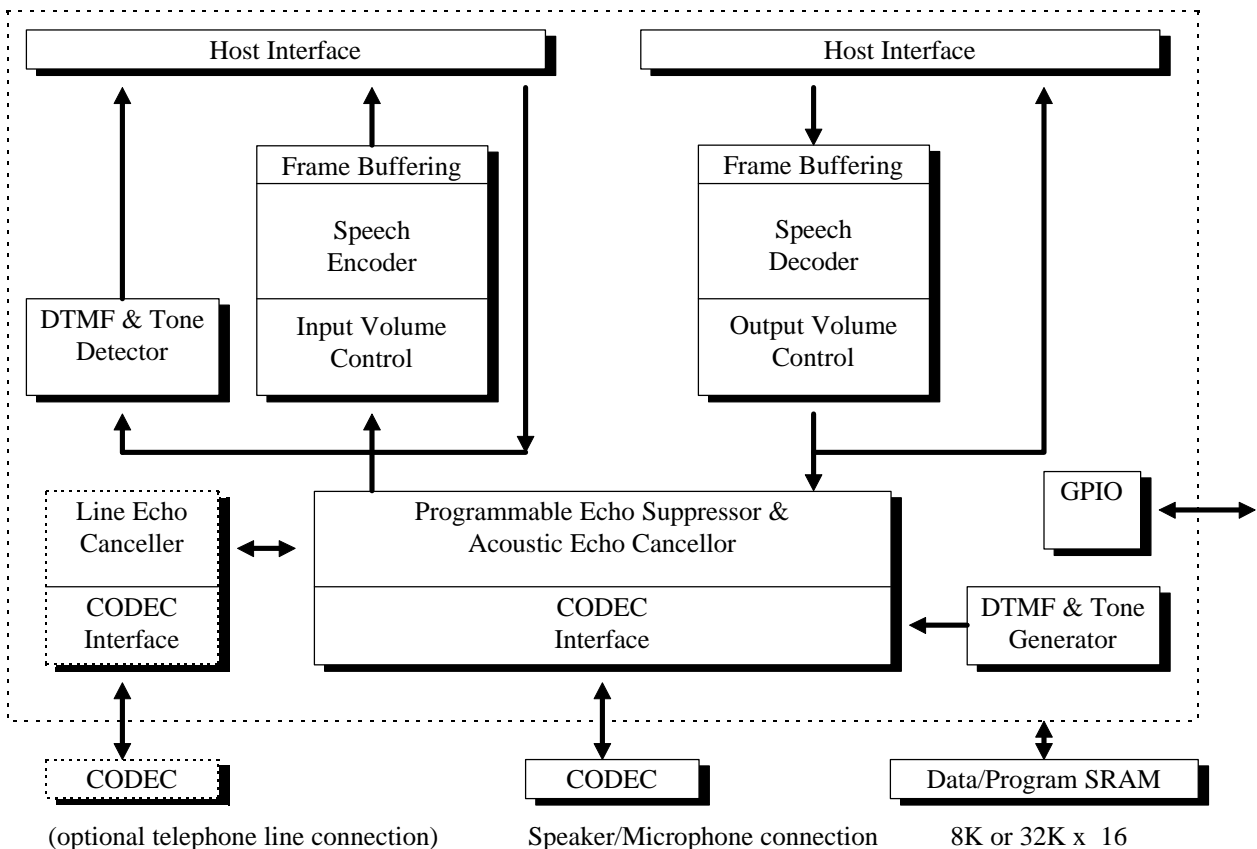 Host Interface
Host Interface
Frame Buffering
Speech
Encoder
Input Volume
Control
DTMF & Tone
Detector
Frame Buffering
Speech
Decoder
Output Volume
Control
Line Echo
Canceller
CODEC
Interface
Programmable Echo Suppressor &
Acoustic Echo Cancellor
CODEC
Interface
GPIO
DTMF & Tone
Generator
CODEC
CODEC
Data/Program SRAM
(optional telephone line connection)
Speaker/Microphone connection
8K or 32K x 16